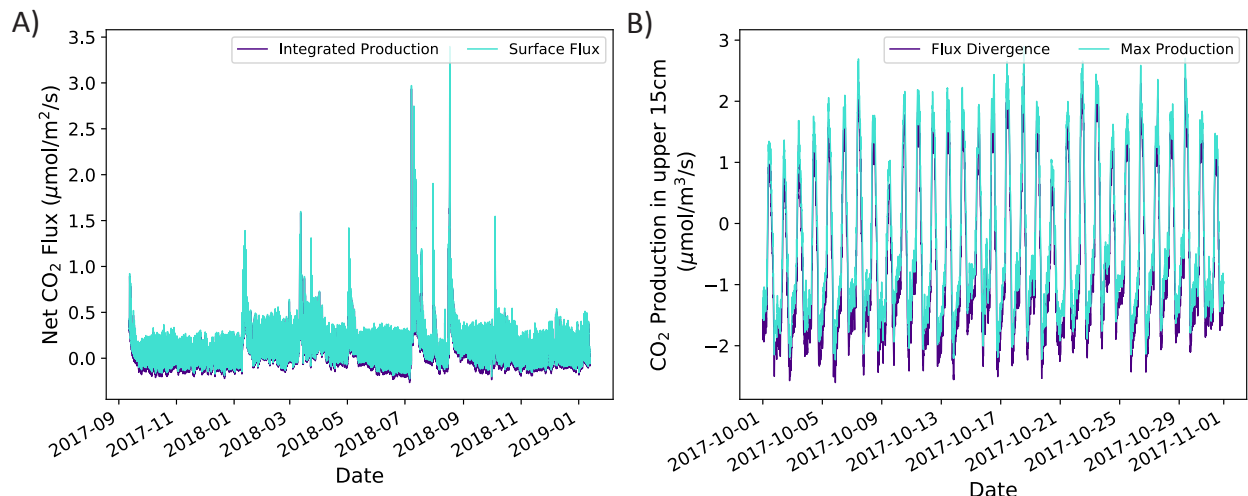 A)
Net CO₂ Flux (μmol/m²/s)
3.5
3.0
2.5
2.0
1.5
1.0
0.5
0.0
Integrated Production
Surface Flux
2017-09
2017-11
2018-01
2018-03
2018-05
2018-07
2018-09
2018-11
2019-01
Date
B)
CO₂ Production in upper 15cm
(μmol/m³/s)
3
2
1
0
−1
−2
Flux Divergence
Max Production
2017-10-01
2017-10-05
2017-10-09
2017-10-13
2017-10-17
2017-10-21
2017-10-25
2017-10-29
2017-11-01
Date